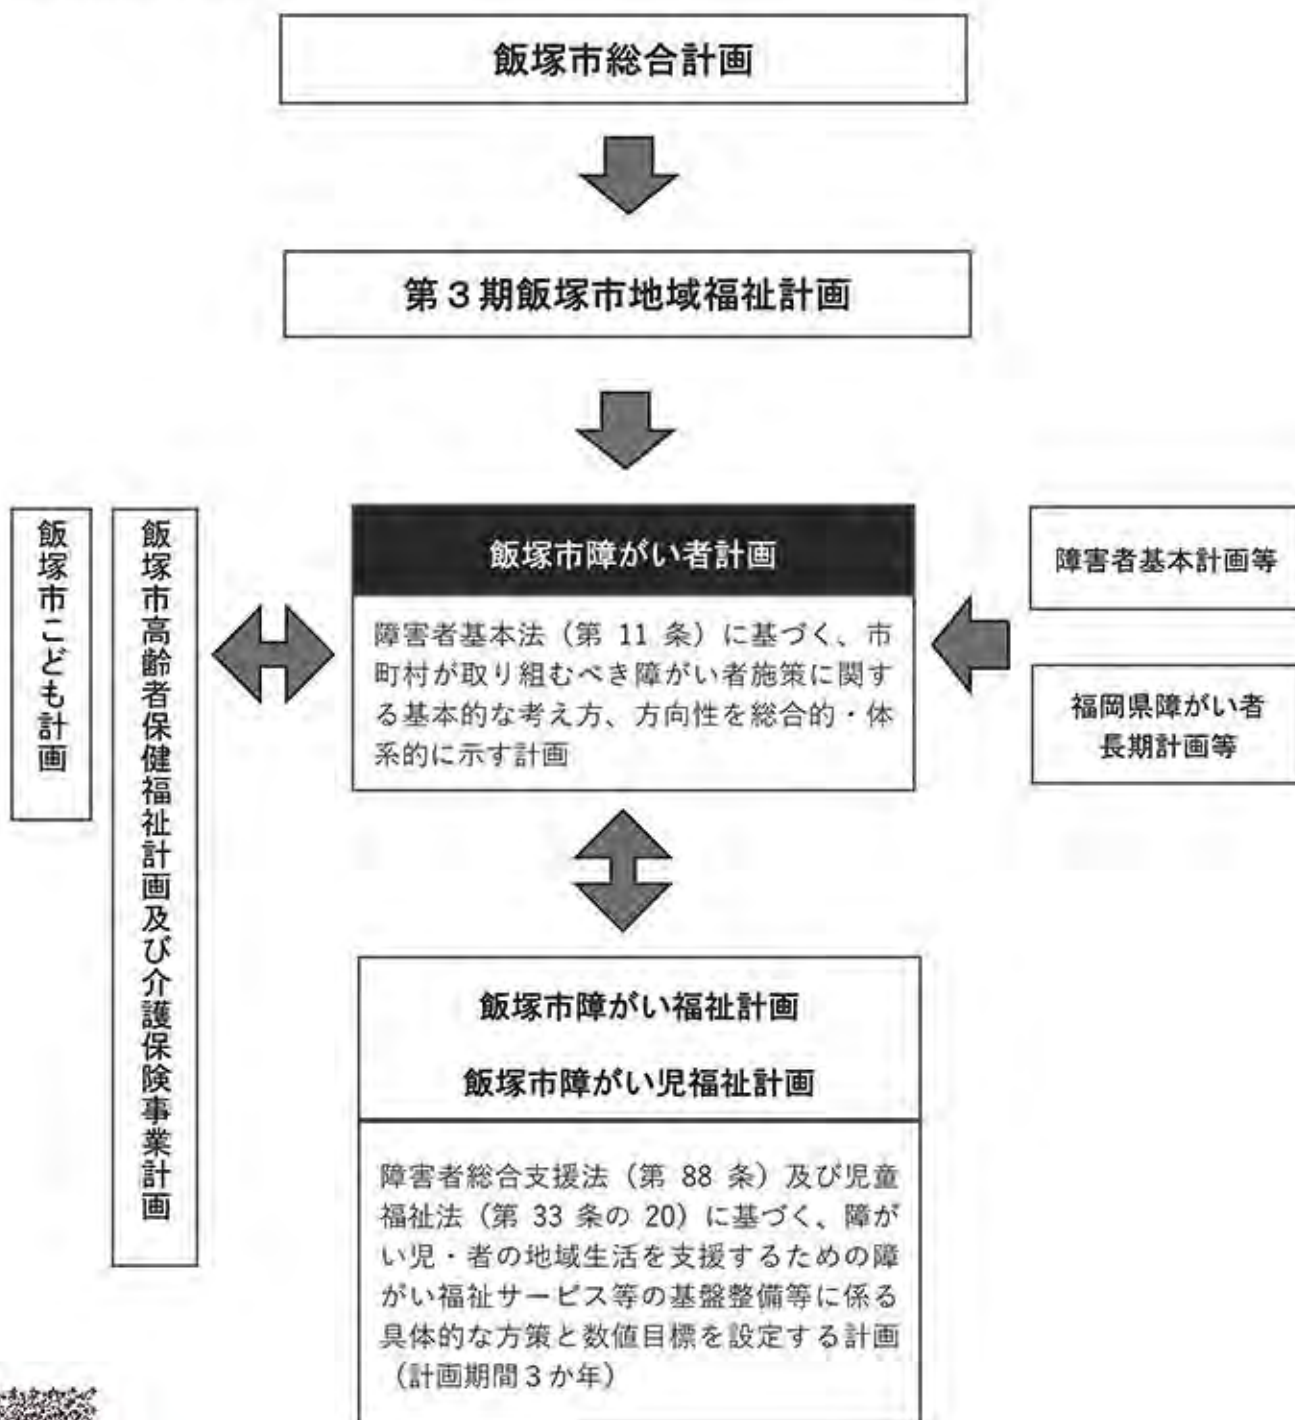 飯塚市総合計画
第3期飯塚市地域福祉計画
飯塚市こども計画
飯塚市高齢者保健福祉計画及び介護保険事業計画
飯塚市障がい者計画
障害者基本法（第 11 条）に基づく、市
町村が取り組むべき障がい者施策に関す
る基本的な考え方、方向性を総合的・体
系的に示す計画
障害者基本計画等
福岡県障がい者
長期計画等
飯塚市障がい福祉計画
飯塚市障がい児福祉計画
障害者総合支援法（第 88 条）及び児童
福祉法（第 33 条の 20）に基づく、障が
い児・者の地域生活を支援するための障
がい福祉サービス等の基盤整備等に係る
具体的な方策と数値目標を設定する計画
（計画期間3か年）